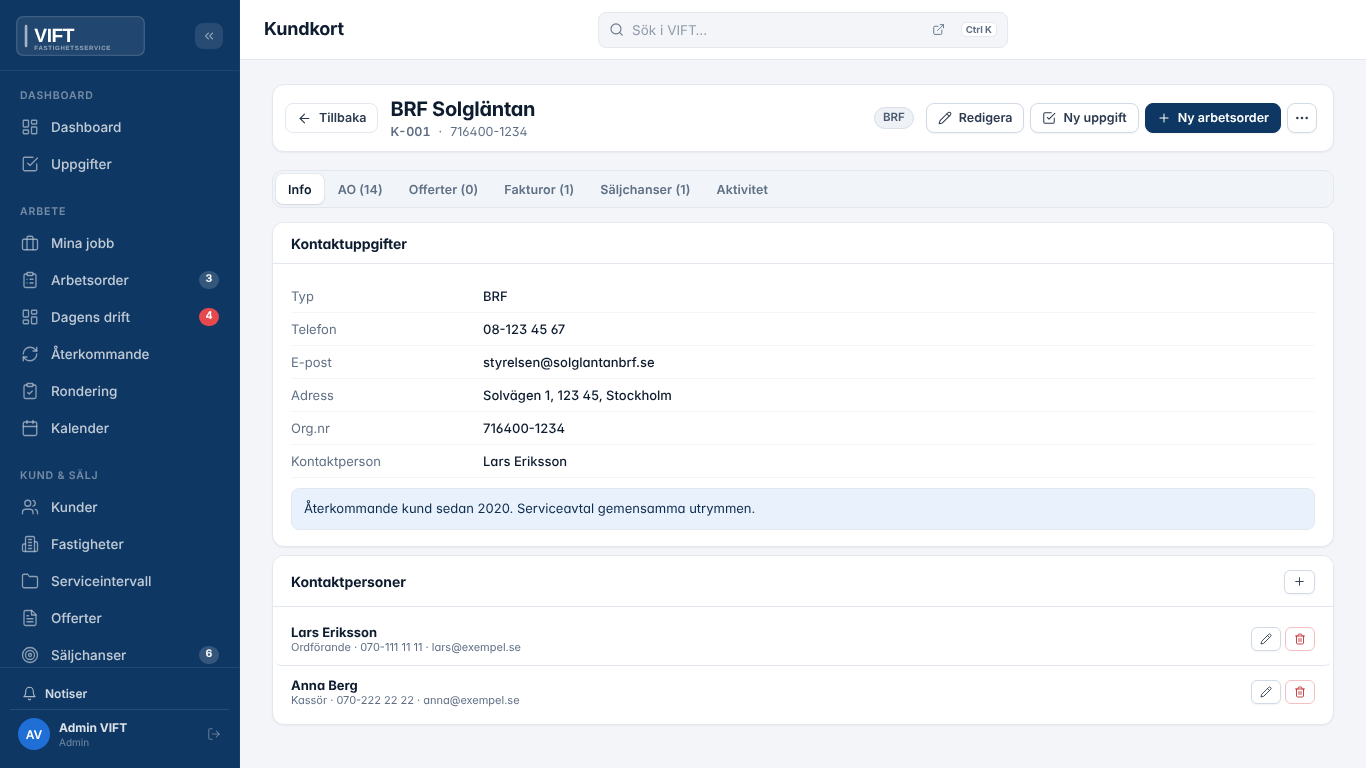 VIFT
FASTIGHETSSERVICE
DASHBOARD
Dashboard
Uppgifter
ARBETE
Mina jobb
Arbetsorder 3
Dagens drift 4
Återkommande
Rondering
Kalender
KUND & SÄLJ
Kunder
Fastigheter
Serviceintervall
Offerter
Säljchanser 6
Notiser
AV Admin VIFT
Admin
Kundkort
Sök i VIFT... Ctrl K
Tillbaka
BRF Solgläntan
K-001 · 716400-1234
BRF Redigera Ny uppgift Ny arbetsorder
Info AO (14) Offerter (0) Fakturor (1) Säljchanser (1) Aktivitet
Kontaktuppgifter
Typ BRF
Telefon 08-123 45 67
E-post styrelsen@solglantanbrf.se
Adress Solvägen 1, 123 45, Stockholm
Org.nr 716400-1234
Kontaktperson Lars Eriksson
Återkommande kund sedan 2020. Serviceavtal gemensamma utrymmen.
Kontaktpersoner
Lars Eriksson
Ordförande · 070-111 11 11 · lars@exempel.se
Anna Berg
Kassör · 070-222 22 22 · anna@exempel.se